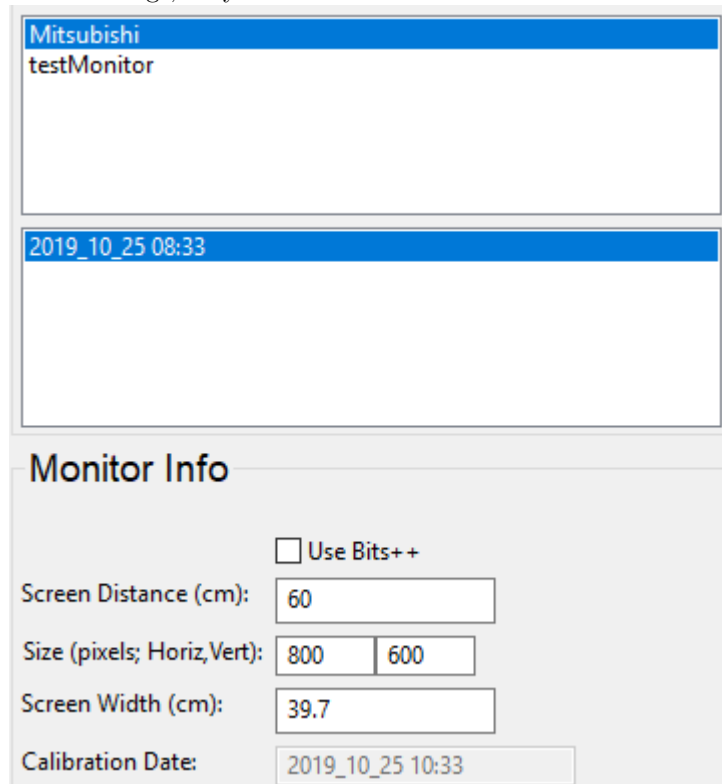 Mitsubishi
testMonitor
2019_10_25 08:33
Monitor Info
Use Bits++
Screen Distance (cm): 60
Size (pixels; Horiz,Vert): 800 600
Screen Width (cm): 39.7
Calibration Date: 2019_10_25 10:33